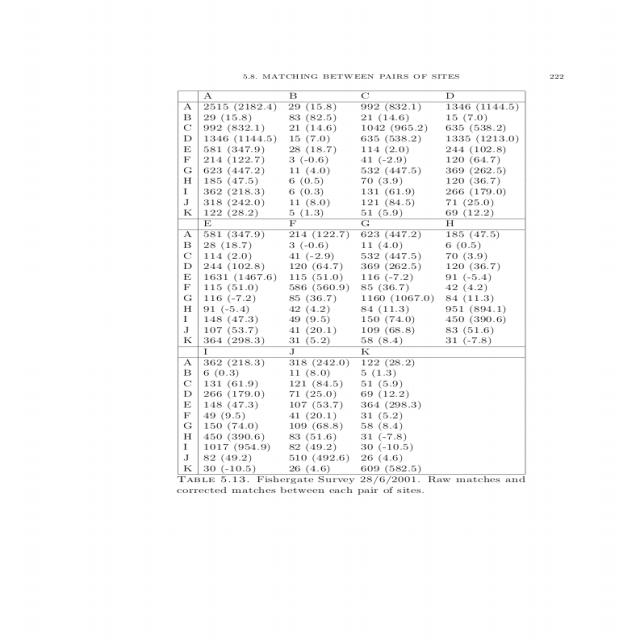 5.8. MATCHING BETWEEN PAIRS OF SITES 222
A B C D
A 2515 (2182.4) 29 (15.8) 992 (832.1) 1346 (1144.5)
B 29 (15.8) 83 (82.5) 21 (14.6) 15 (7.0)
C 992 (832.1) 21 (14.6) 1042 (965.2) 635 (538.2)
D 1346 (1144.5) 15 (7.0) 635 (538.2) 1335 (1213.0)
E 581 (347.9) 28 (18.7) 114 (2.0) 244 (102.8)
F 214 (122.7) 3 (-0.6) 41 (-2.9) 120 (64.7)
G 623 (447.2) 11 (4.0) 532 (447.5) 369 (262.5)
H 185 (47.5) 6 (0.5) 70 (3.9) 120 (36.7)
I 362 (218.3) 6 (0.3) 131 (61.9) 266 (179.0)
J 318 (242.0) 11 (8.0) 121 (84.5) 71 (25.0)
K 122 (28.2) 5 (1.3) 51 (5.9) 69 (12.2)
E F G H
A 581 (347.9) 214 (122.7) 623 (447.2) 185 (47.5)
B 28 (18.7) 3 (-0.6) 11 (4.0) 6 (0.5)
C 114 (2.0) 41 (-2.9) 532 (447.5) 70 (3.9)
D 244 (102.8) 120 (64.7) 369 (262.5) 120 (36.7)
E 1631 (1467.6) 115 (51.0) 116 (-7.2) 91 (-5.4)
F 115 (51.0) 586 (560.9) 85 (36.7) 42 (4.2)
G 116 (-7.2) 85 (36.7) 1160 (1067.0) 84 (11.3)
H 91 (-5.4) 42 (4.2) 84 (11.3) 951 (894.1)
I 148 (47.3) 49 (9.5) 150 (74.0) 450 (390.6)
J 107 (53.7) 41 (20.1) 109 (68.8) 83 (51.6)
K 364 (298.3) 31 (5.2) 58 (8.4) 31 (-7.8)
I J K
A 362 (218.3) 318 (242.0) 122 (28.2)
B 6 (0.3) 11 (8.0) 5 (1.3)
C 131 (61.9) 121 (84.5) 51 (5.9)
D 266 (179.0) 71 (25.0) 69 (12.2)
E 148 (47.3) 107 (53.7) 364 (298.3)
F 49 (9.5) 41 (20.1) 31 (5.2)
G 150 (74.0) 109 (68.8) 58 (8.4)
H 450 (390.6) 83 (51.6) 31 (-7.8)
I 1017 (954.9) 82 (49.2) 30 (-10.5)
J 82 (49.2) 510 (492.6) 26 (4.6)
K 30 (-10.5) 26 (4.6) 609 (582.5)
TABLE 5.13. Fishergate Survey 28/6/2001. Raw matches and
corrected matches between each pair of sites.